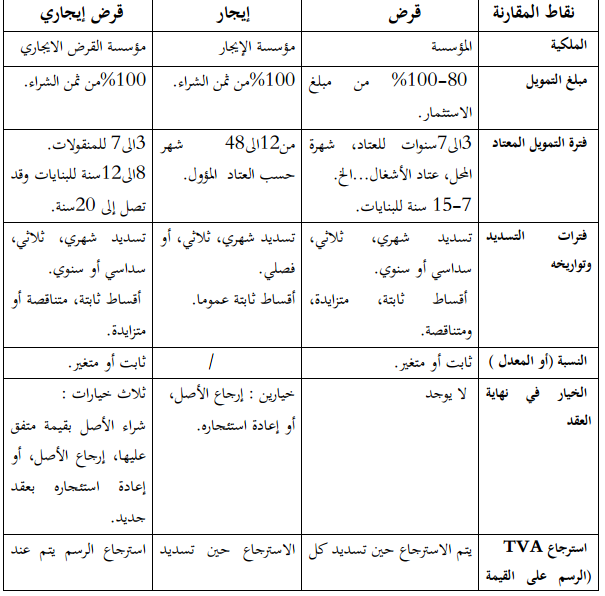 نقاط المقارنة | قرض | إيجار | قرض إيجاري
الملكية | المؤسسة | مؤسسة الإيجار | مؤسسة القرض الايجاري
مبلغ التمويل | 80-100% من مبلغ | 100%من ثمن الشراء. | 100%من ثمن الشراء.
الاستثمار.
فترة التمويل المعتاد | 3الى7سنوات للعتاد، شهرة | من12الى48 شهر | 3الى7 للمنقولات.
المحل، عتاد الأشغال...الخ. | حسب العتاد المؤول. | 8الى12سنة للبنايات وقد
7-15 سنة للبنايات. | تصل إلى 20سنة.
فترات التسديد | تسديد شهري، ثلاثي، | تسديد شهري، ثلاثي، أو | تسديد شهري، ثلاثي،
وتواريخه | سداسي أو سنوي. | فصلي. | سداسي أو سنوي.
أقساط ثابتة، متزايدة، | أقساط ثابتة عموما. | أقساط ثابتة، متناقصة أو
ومتناقصة. | متزايدة.
النسبة (أو المعدل ) | ثابت أو متغير. | / | ثابت أو متغير.
الخيار في نهاية | لا يوجد | خيارين : إرجاع الأصل، | ثلاث خيارات :
العقد | أو إعادة استئجاره. | شراء الأصل بقيمة متفق
عليها، إرجاع الأصل، أو
إعادة استئجاره بعقد
جديد.
استرجاع TVA | يتم الاسترجاع حين تسديد كل | الاسترجاع حين تسديد | استرجاع الرسم يتم عند
(الرسم على القيمة